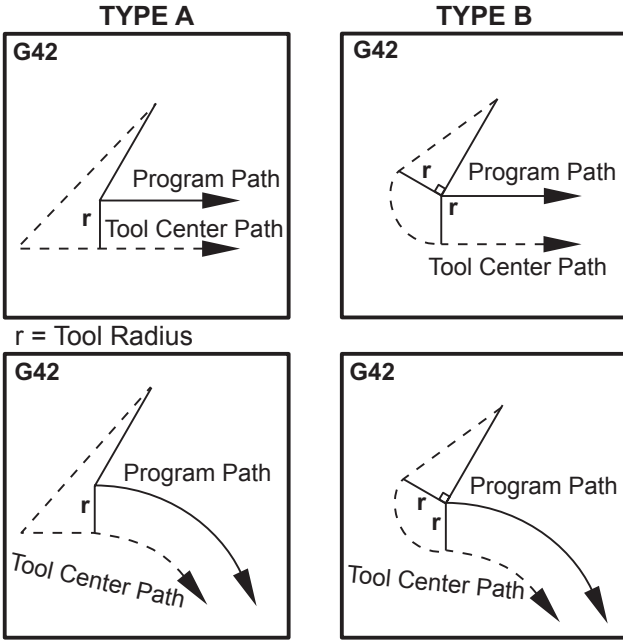 TYPE A
TYPE B
G42
Program Path
r
Tool Center Path
G42
r
Program Path
r
Tool Center Path
r = Tool Radius
G42
Program Path
r
Tool Center Path
G42
Program Path
r
r
Tool Center Path